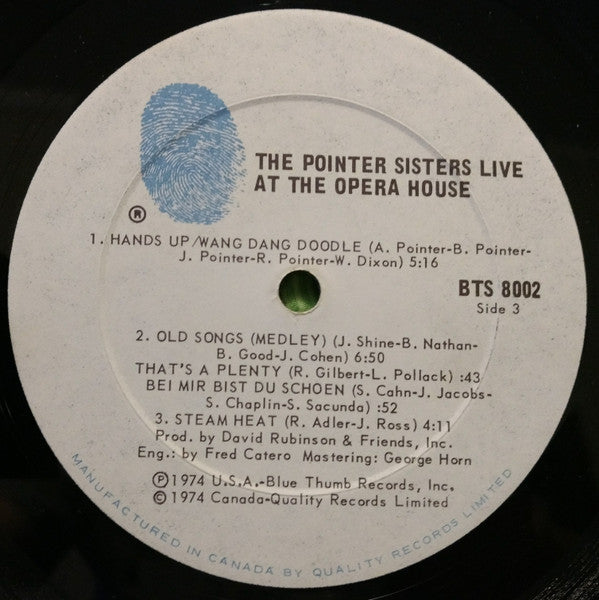 THE POINTER SISTERS LIVE
AT THE OPERA HOUSE
®
1. HANDS UP/WANG DANG DOODLE (A. Pointer-B. Pointer-
J. Pointer-R. Pointer-W. Dixon) 5:16
BTS 8002
Side 3
2. OLD SONGS (MEDLEY) (J. Shine-B. Nathan-
B. Good-J. Cohen) 6:50
THAT'S A PLENTY (R. Gilbert-L. Pollack) :43
BEI MIR BIST DU SCHOEN (S. Cahn-J. Jacobs-
S. Chaplin-S. Sacunda) :52
3. STEAM HEAT (R. Adler-J. Ross) 4:11
Prod. by David Rubinson & Friends, Inc.
Eng.: by Fred Catero Mastering: George Horn
℗1974 U.S.A.-Blue Thumb Records, Inc.
©1974 Canada-Quality Records Limited
MANUFACTURED IN CANADA BY QUALITY RECORDS LIMITED